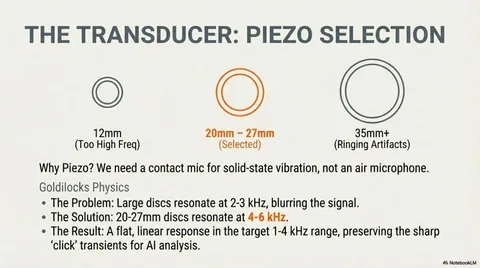 THE TRANSDUCER: PIEZO SELECTION
12mm
(Too High Freq)
20mm – 27mm
(Selected)
35mm+
(Ringing Artifacts)
Why Piezo? We need a contact mic for solid-state vibration, not an air microphone.
Goldilocks Physics
• The Problem: Large discs resonate at 2-3 kHz, blurring the signal.
• The Solution: 20-27mm discs resonate at 4-6 kHz.
• The Result: A flat, linear response in the target 1-4 kHz range, preserving the sharp
‘click’ transients for AI analysis.
NotebookLM